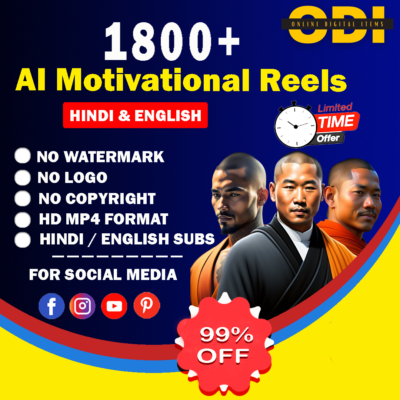 ODI
ONLINE DIGITAL ITEMS
1800+
AI Motivational Reels
HINDI & ENGLISH
Limited
TIME
Offer
NO WATERMARK
NO LOGO
NO COPYRIGHT
HD MP4 FORMAT
HINDI / ENGLISH SUBS
FOR SOCIAL MEDIA
99%
OFF